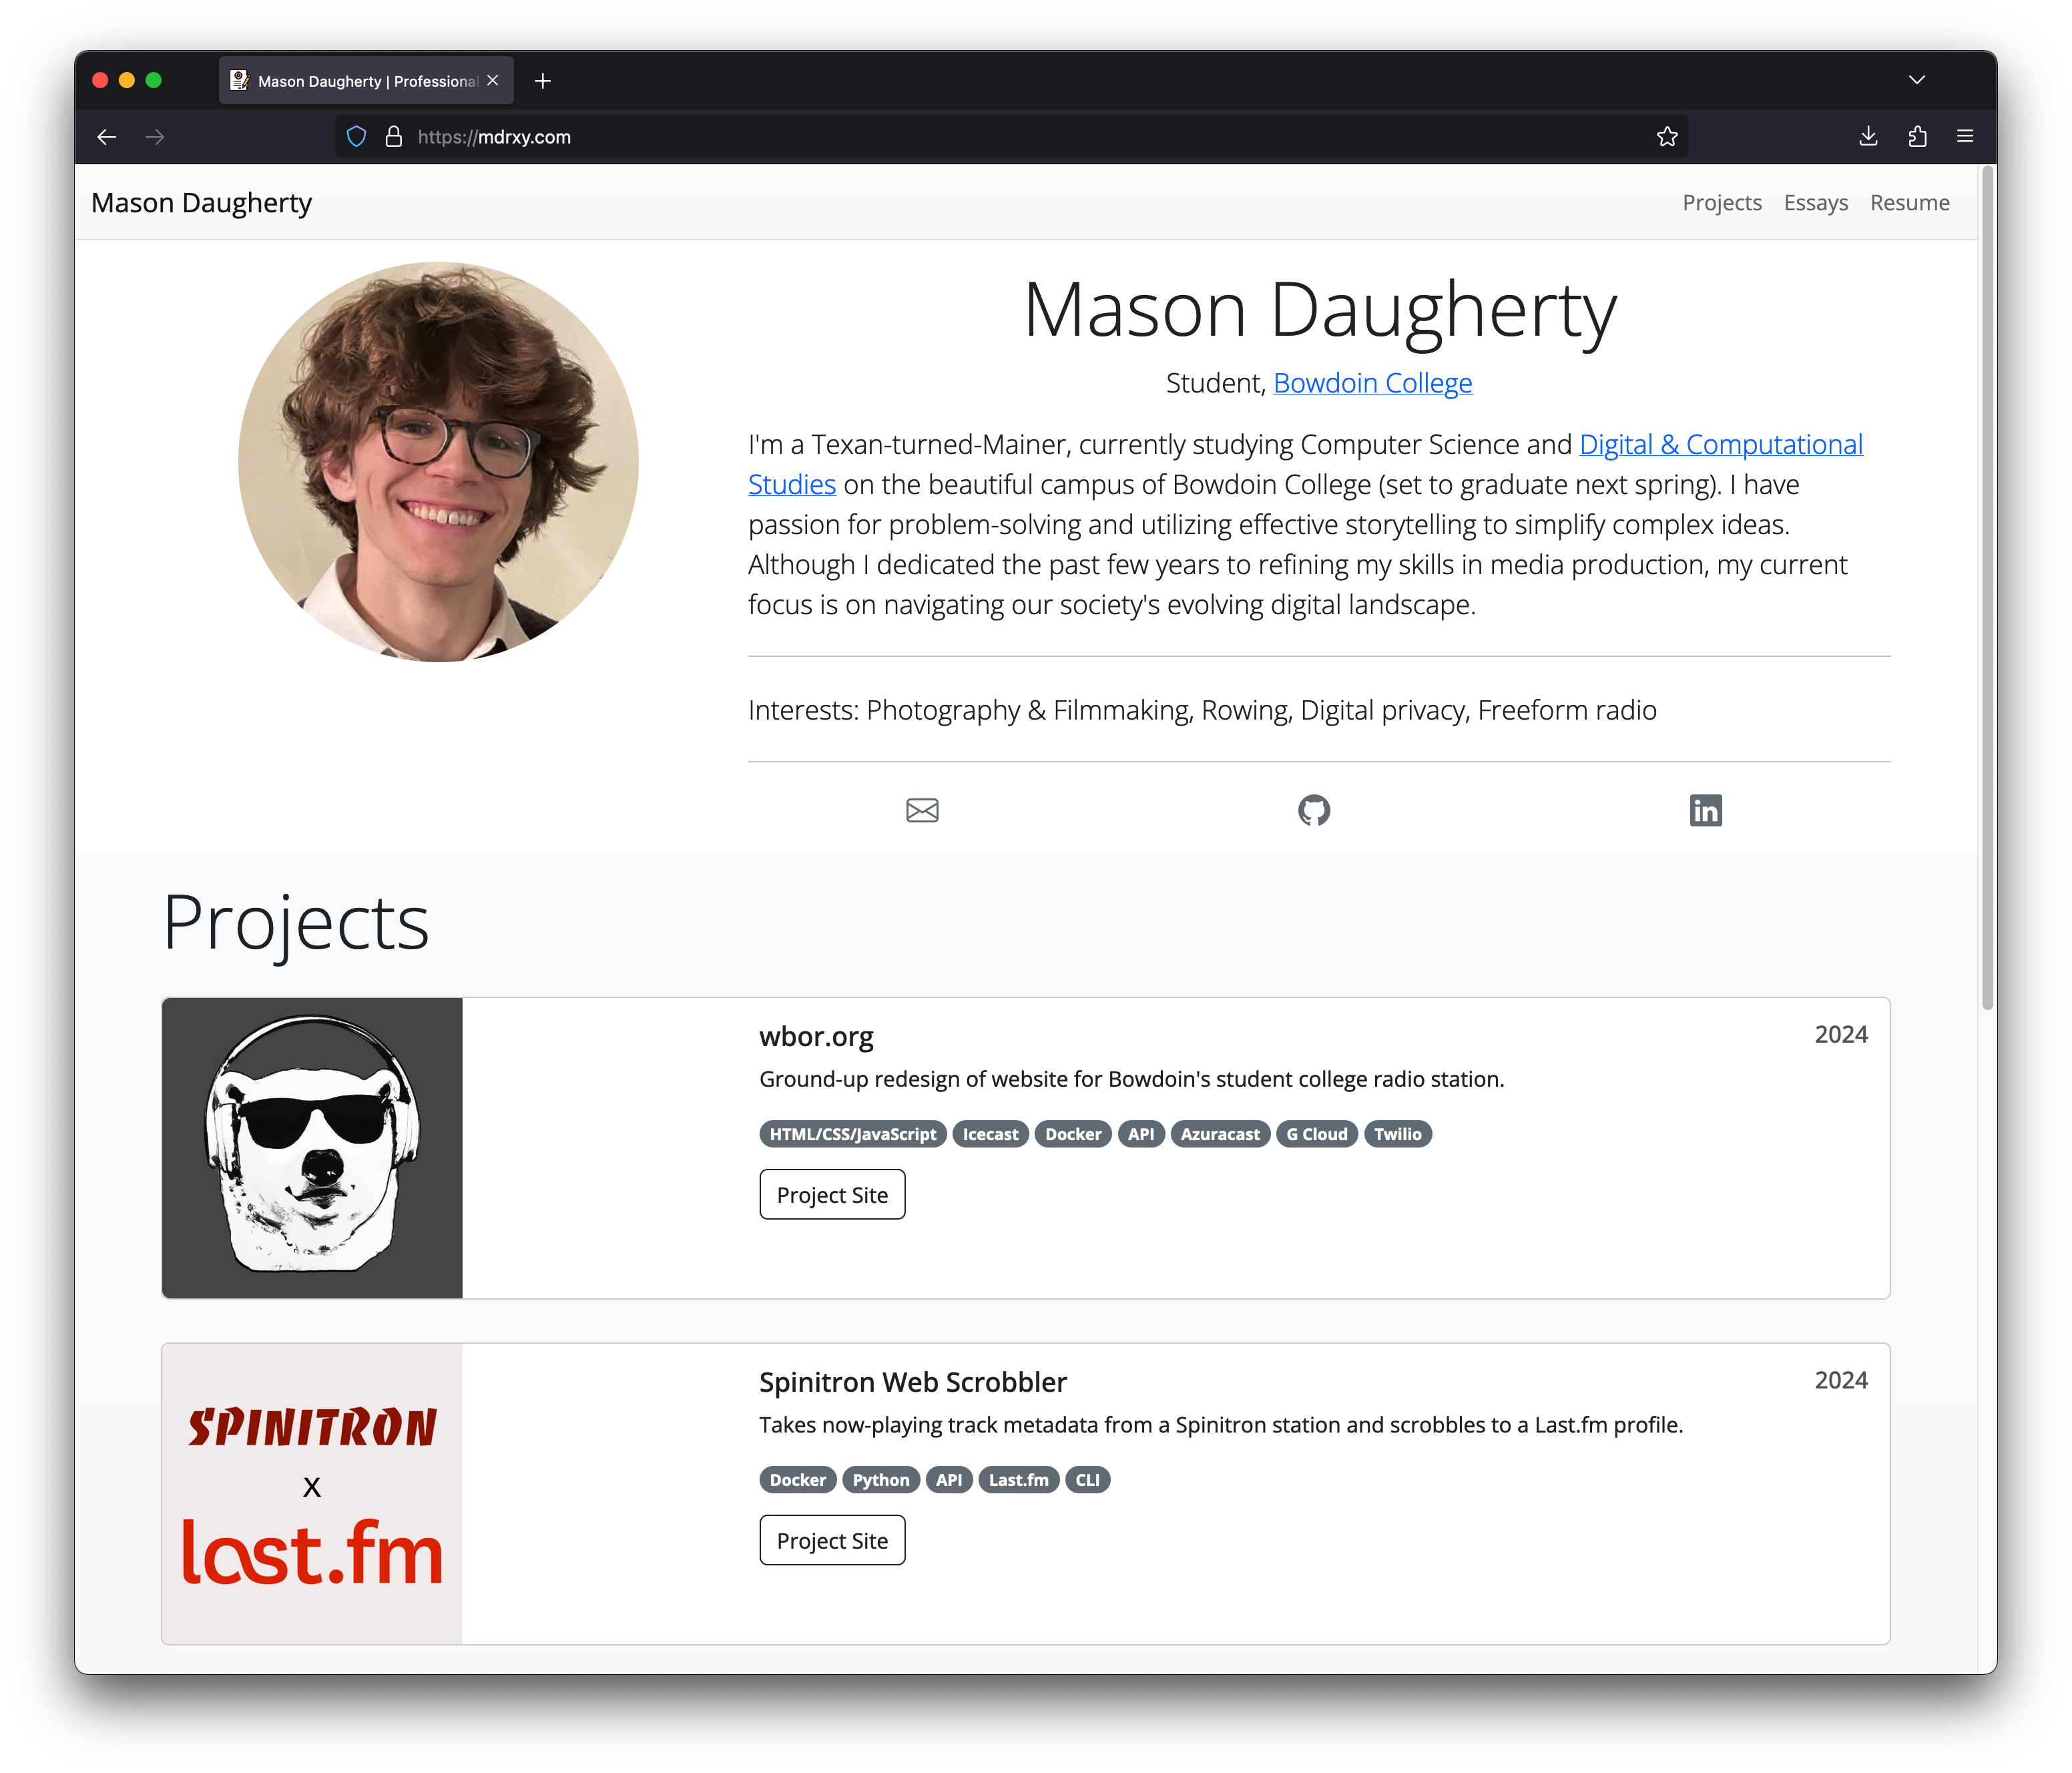 Mason Daugherty | Professional
https://mdrxy.com
Mason Daugherty
Projects Essays Resume
Mason Daugherty
Student, Bowdoin College
I'm a Texan-turned-Mainer, currently studying Computer Science and Digital & Computational
Studies on the beautiful campus of Bowdoin College (set to graduate next spring). I have
passion for problem-solving and utilizing effective storytelling to simplify complex ideas.
Although I dedicated the past few years to refining my skills in media production, my current
focus is on navigating our society's evolving digital landscape.
Interests: Photography & Filmmaking, Rowing, Digital privacy, Freeform radio
in
Projects
wbor.org
2024
Ground-up redesign of website for Bowdoin's student college radio station.
HTML/CSS/JavaScript Icecast Docker API Azuracast G Cloud Twilio
Project Site
SPINITRON
x
last.fm
Spinitron Web Scrobbler
2024
Takes now-playing track metadata from a Spinitron station and scrobbles to a Last.fm profile.
Docker Python API Last.fm CLI
Project Site